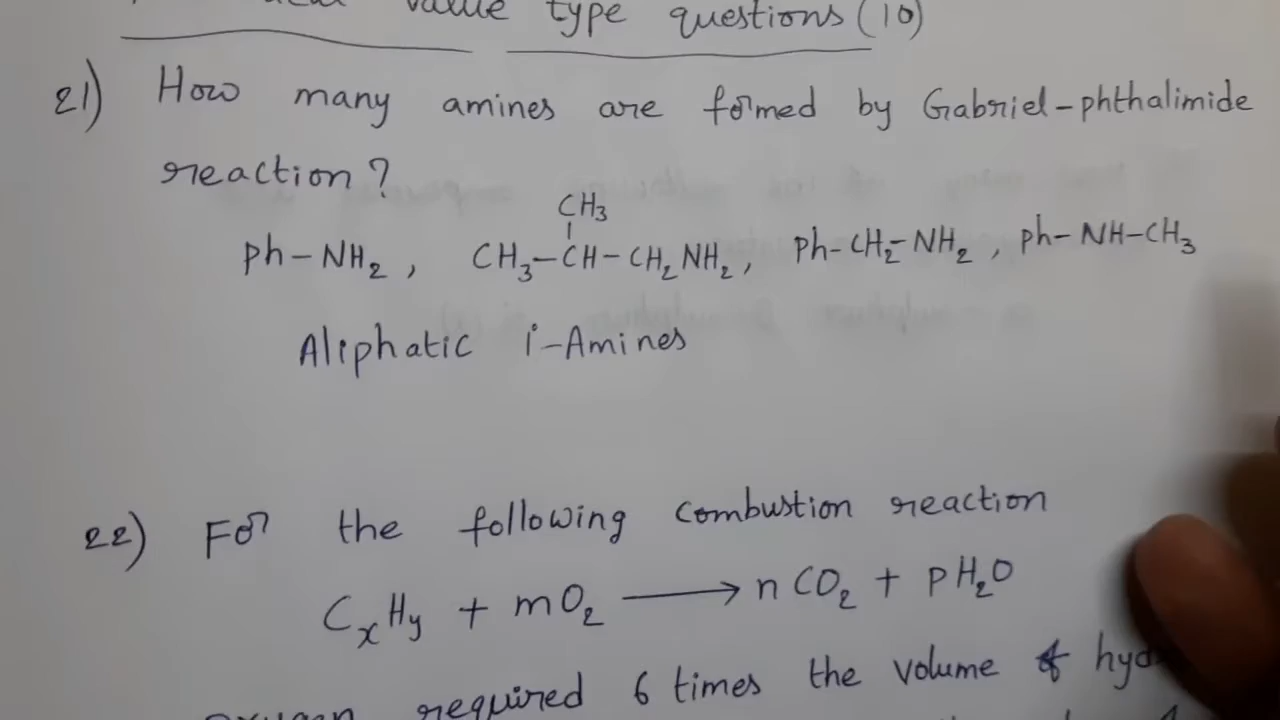 value type questions (10)
21) How many amines are formed by Gabriel-phthalimide
reaction?
Ph-NH₂, CH₃-CH(CH₃)-CH₂NH₂, Ph-CH₂-NH₂, Ph-NH-CH₃
Aliphatic i-Amines
22) For the following combustion reaction
CxHy + mO₂ ⟶ nCO₂ + pH₂O
required 6 times the volume of